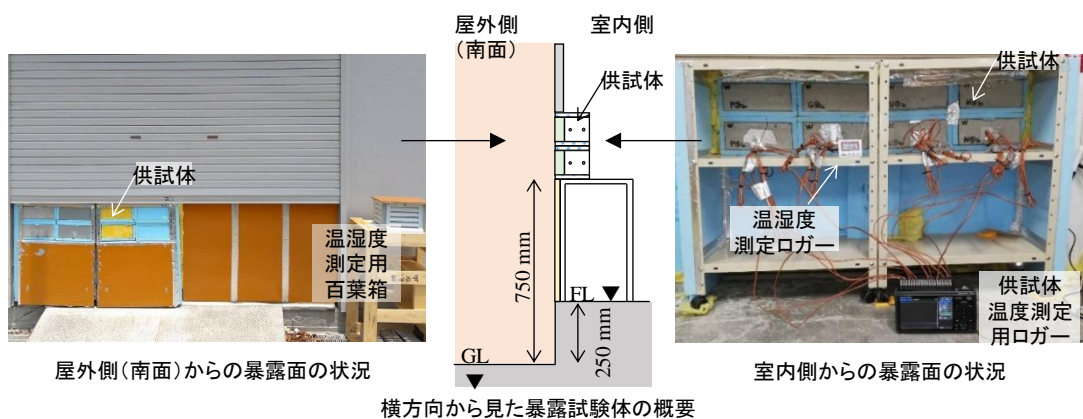 屋外側
(南面)
室内側
供試体
供試体
温湿度
測定用
百葉箱
750 mm
FL
GL
250 mm
供試体
温湿度
測定ロガー
供試体
温度測定
用ロガー
屋外側(南面)からの暴露面の状況
室内側からの暴露面の状況
横方向から見た暴露試験体の概要